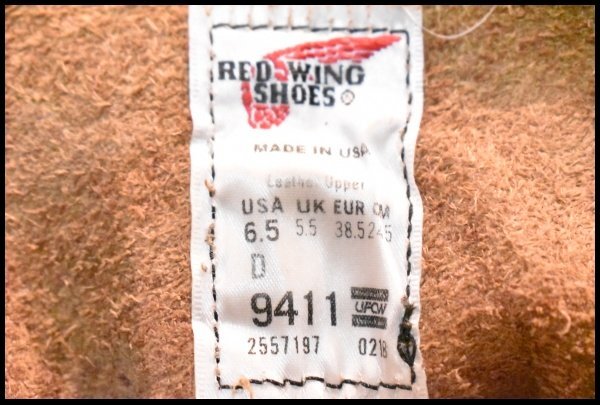 RED WING
SHOES®
MADE IN USA
Leather Upper
USA UK EUR CM
6.5 5.5 38.5 24.5
D
9411 UFCW
2557197 0218